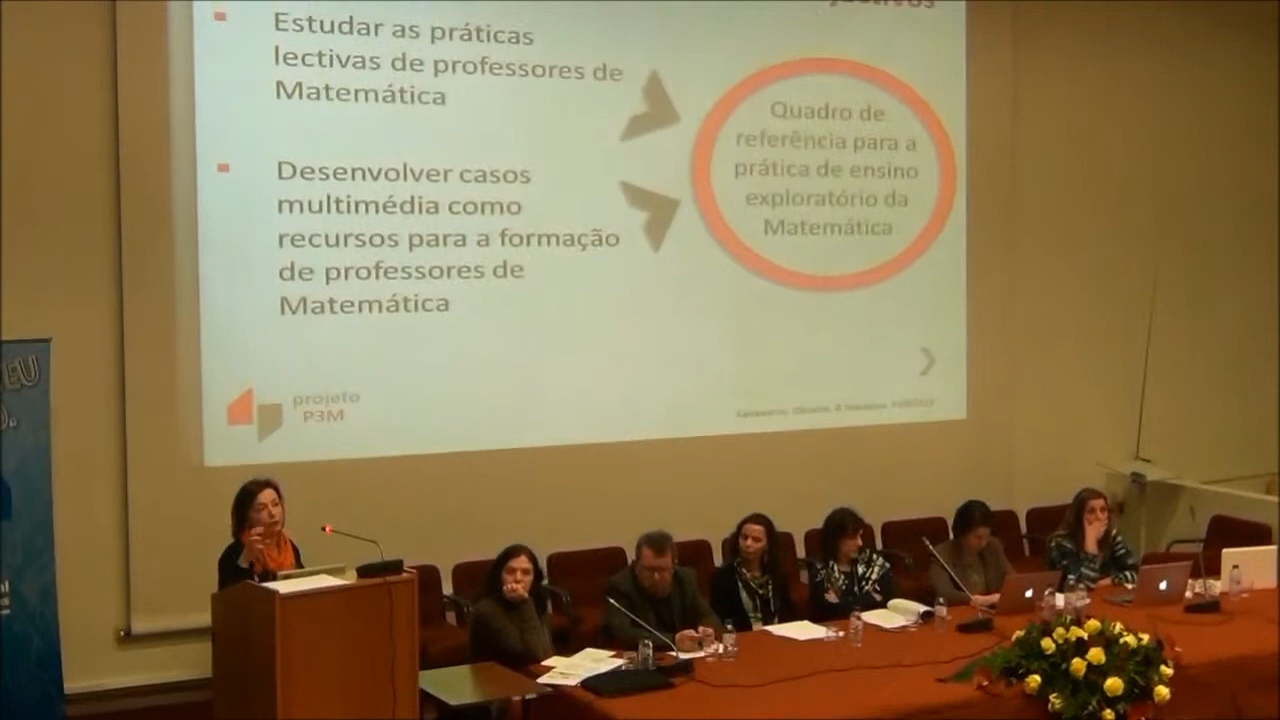 Estudar as práticas
lectivas de professores de
Matemática
Desenvolver casos
multimédia como
recursos para a formação
de professores de
Matemática
Quadro de
referência para a
prática de ensino
exploratório da
Matemática
projeto
P3M
EU